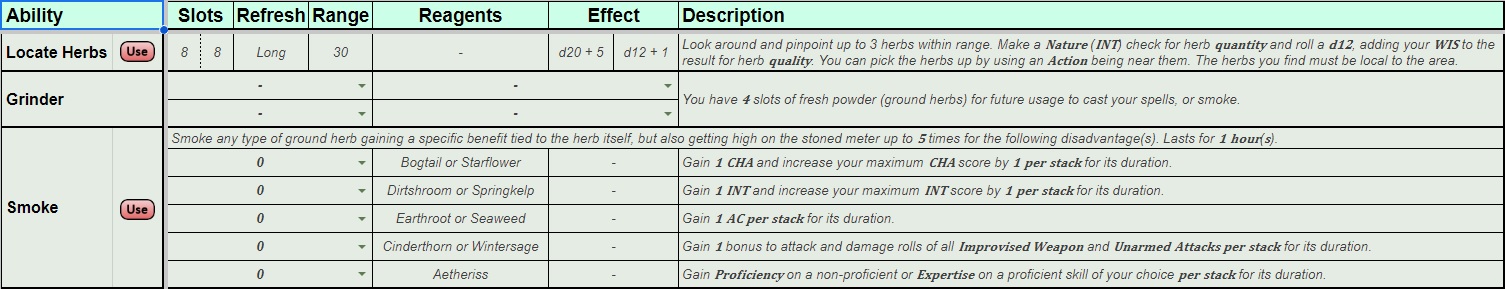 Ability Slots Refresh Range Reagents Effect Description
Locate Herbs Use 8 8 Long 30 - d20 + 5 d12 + 1 Look around and pinpoint up to 3 herbs within range. Make a Nature (INT) check for herb quantity and roll a d12, adding your WIS to the
result for herb quality. You can pick the herbs up by using an Action being near them. The herbs you find must be local to the area.
Grinder - - You have 4 slots of fresh powder (ground herbs) for future usage to cast your spells, or smoke.
- -
Smoke any type of ground herb gaining a specific benefit tied to the herb itself, but also getting high on the stoned meter up to 5 times for the following disadvantage(s). Lasts for 1 hour(s).
0 Bogtail or Starflower - Gain 1 CHA and increase your maximum CHA score by 1 per stack for its duration.
0 Dirtshroom or Springkelp - Gain 1 INT and increase your maximum INT score by 1 per stack for its duration.
Smoke Use 0 Earthroot or Seaweed - Gain 1 AC per stack for its duration.
0 Cinderthorn or Wintersage - Gain 1 bonus to attack and damage rolls of all Improvised Weapon and Unarmed Attacks per stack for its duration.
0 Aetheriss - Gain Proficiency on a non-proficient or Expertise on a proficient skill of your choice per stack for its duration.